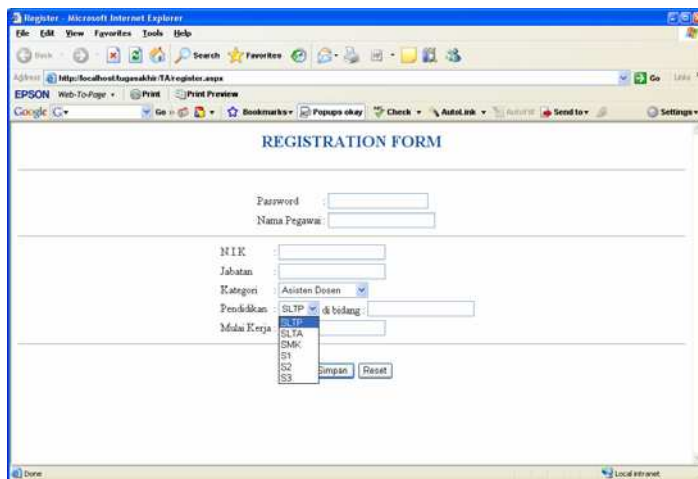 Register - Microsoft Internet Explorer
File Edit View Favorites Tools Help
Back Search Favorites
Address http://localhost/tugasakhir/TA/register.aspx Go Links
EPSON Web-To-Page Print Print Preview
Google G Go Bookmarks Popups okay Check AutoLink AutoFill Send to Settings
REGISTRATION FORM
Password :
Nama Pegawai :
N.I.K :
Jabatan :
Kategori : Asisten Dosen
Pendidikan : SLTP di bidang :
Mulai Kerja :
SLTP
SLTA
SMK
S1
S2
S3
Simpan Reset
Done Local intranet